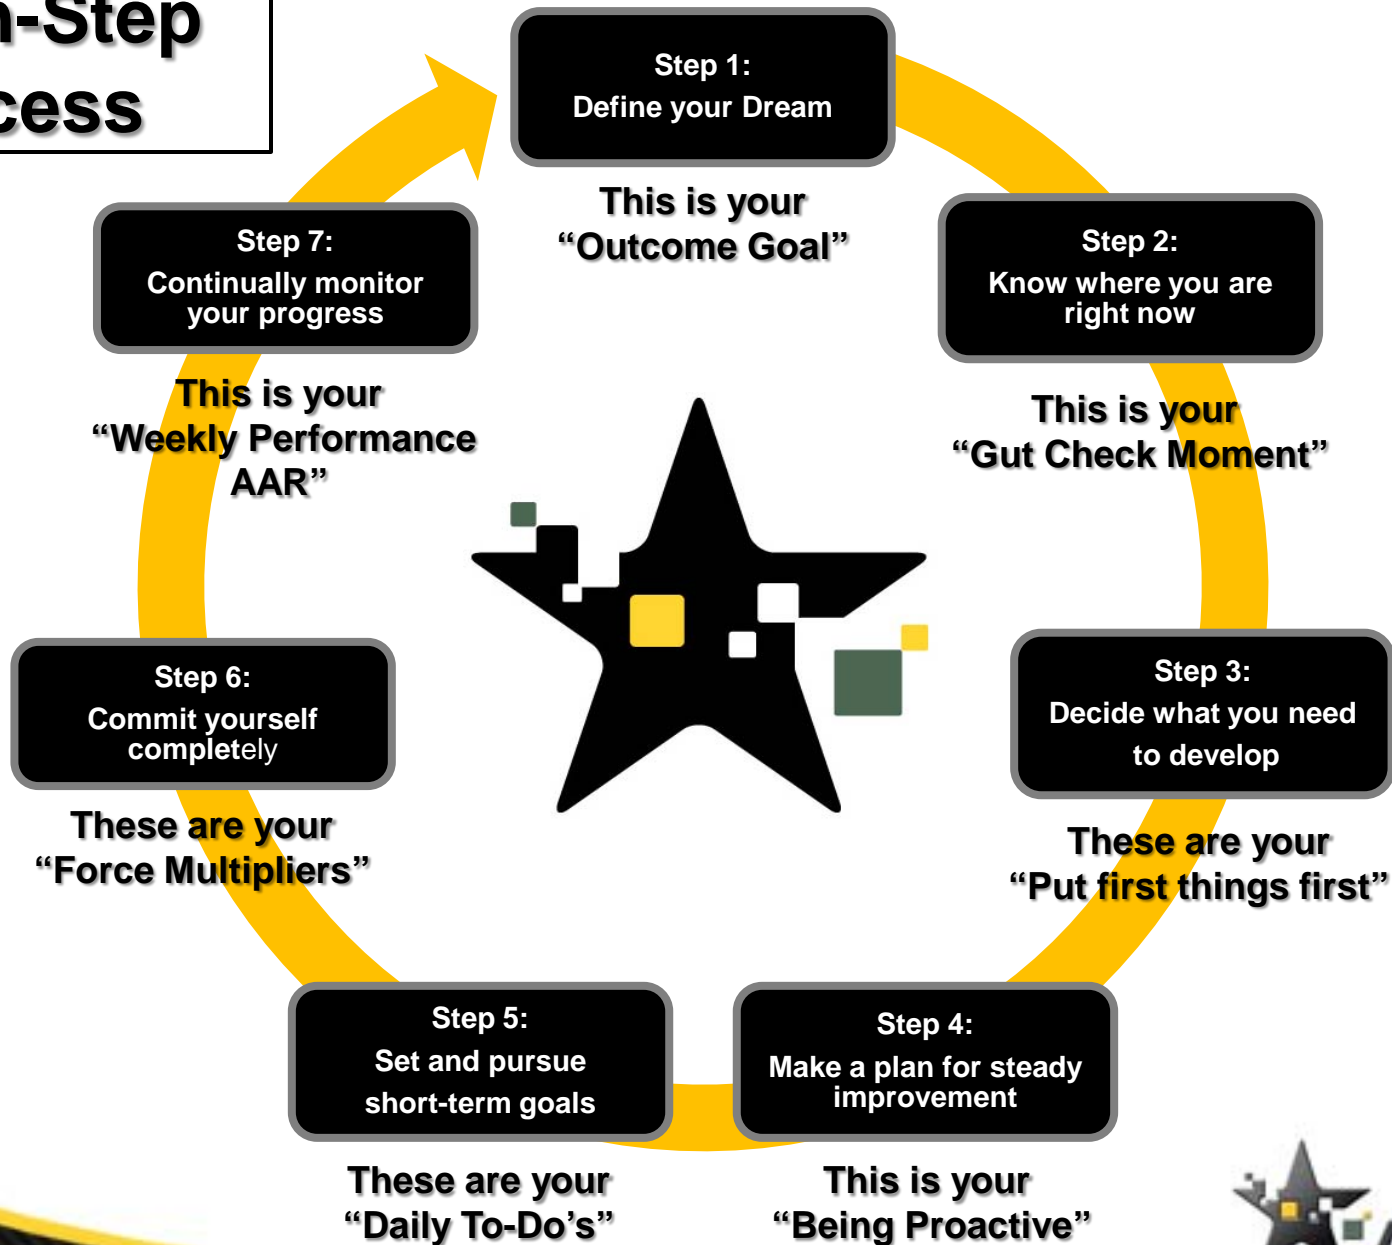 n-Step
cess
Step 1:
Define your Dream
This is your
“Outcome Goal”
Step 2:
Know where you are
right now
This is your
“Gut Check Moment”
Step 3:
Decide what you need
to develop
These are your
“Put first things first”
Step 4:
Make a plan for steady
improvement
This is your
“Being Proactive”
Step 5:
Set and pursue
short-term goals
These are your
“Daily To-Do’s”
Step 6:
Commit yourself
completely
These are your
“Force Multipliers”
Step 7:
Continually monitor
your progress
This is your
“Weekly Performance
AAR”